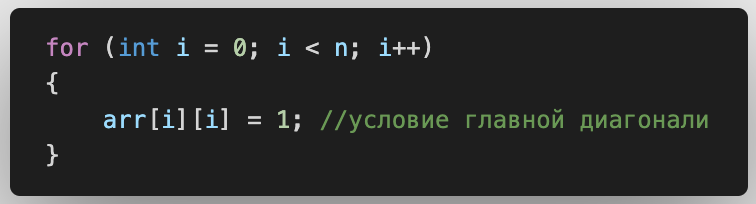 for (int i = 0; i < n; i++)
{
    arr[i][i] = 1; //условие главной диагонали
}